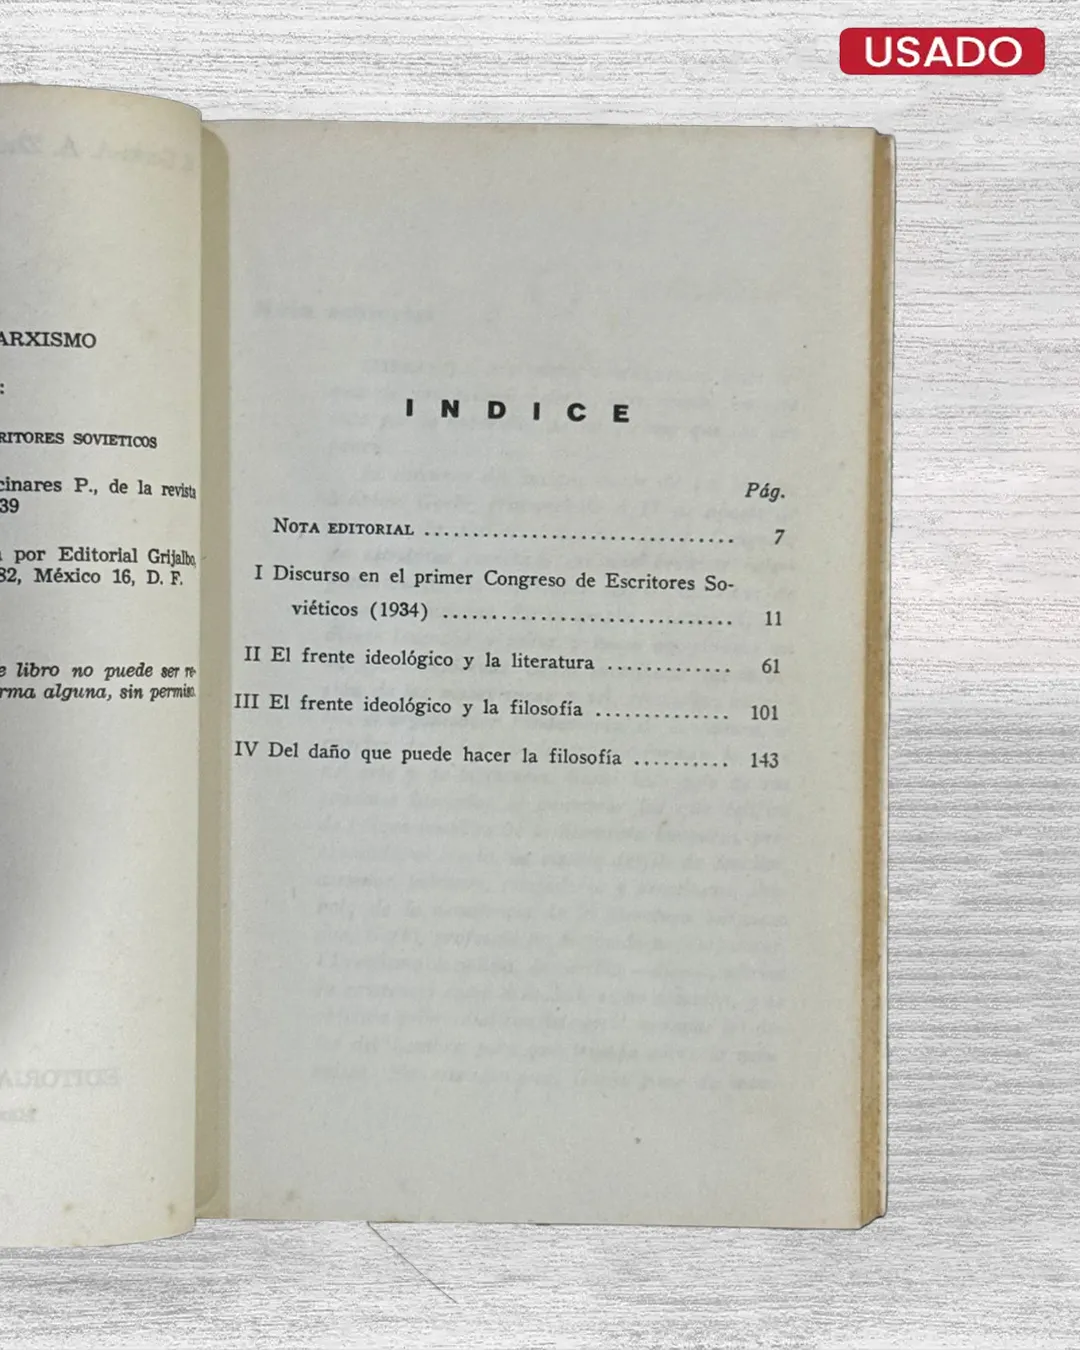 USADO
ARXISMO
:
RITORES SOVIETICOS
cinares P., de la revista
39
por Editorial Grijalbo,
82, México 16, D. F.
e libro no puede ser re-
rma alguna, sin permiso
INDICE
Pág.
NOTA EDITORIAL .............................. 7
I Discurso en el primer Congreso de Escritores So-
viéticos (1934) ............................ 11
II El frente ideológico y la literatura ............ 61
III El frente ideológico y la filosofía ............. 101
IV Del daño que puede hacer la filosofía ......... 143